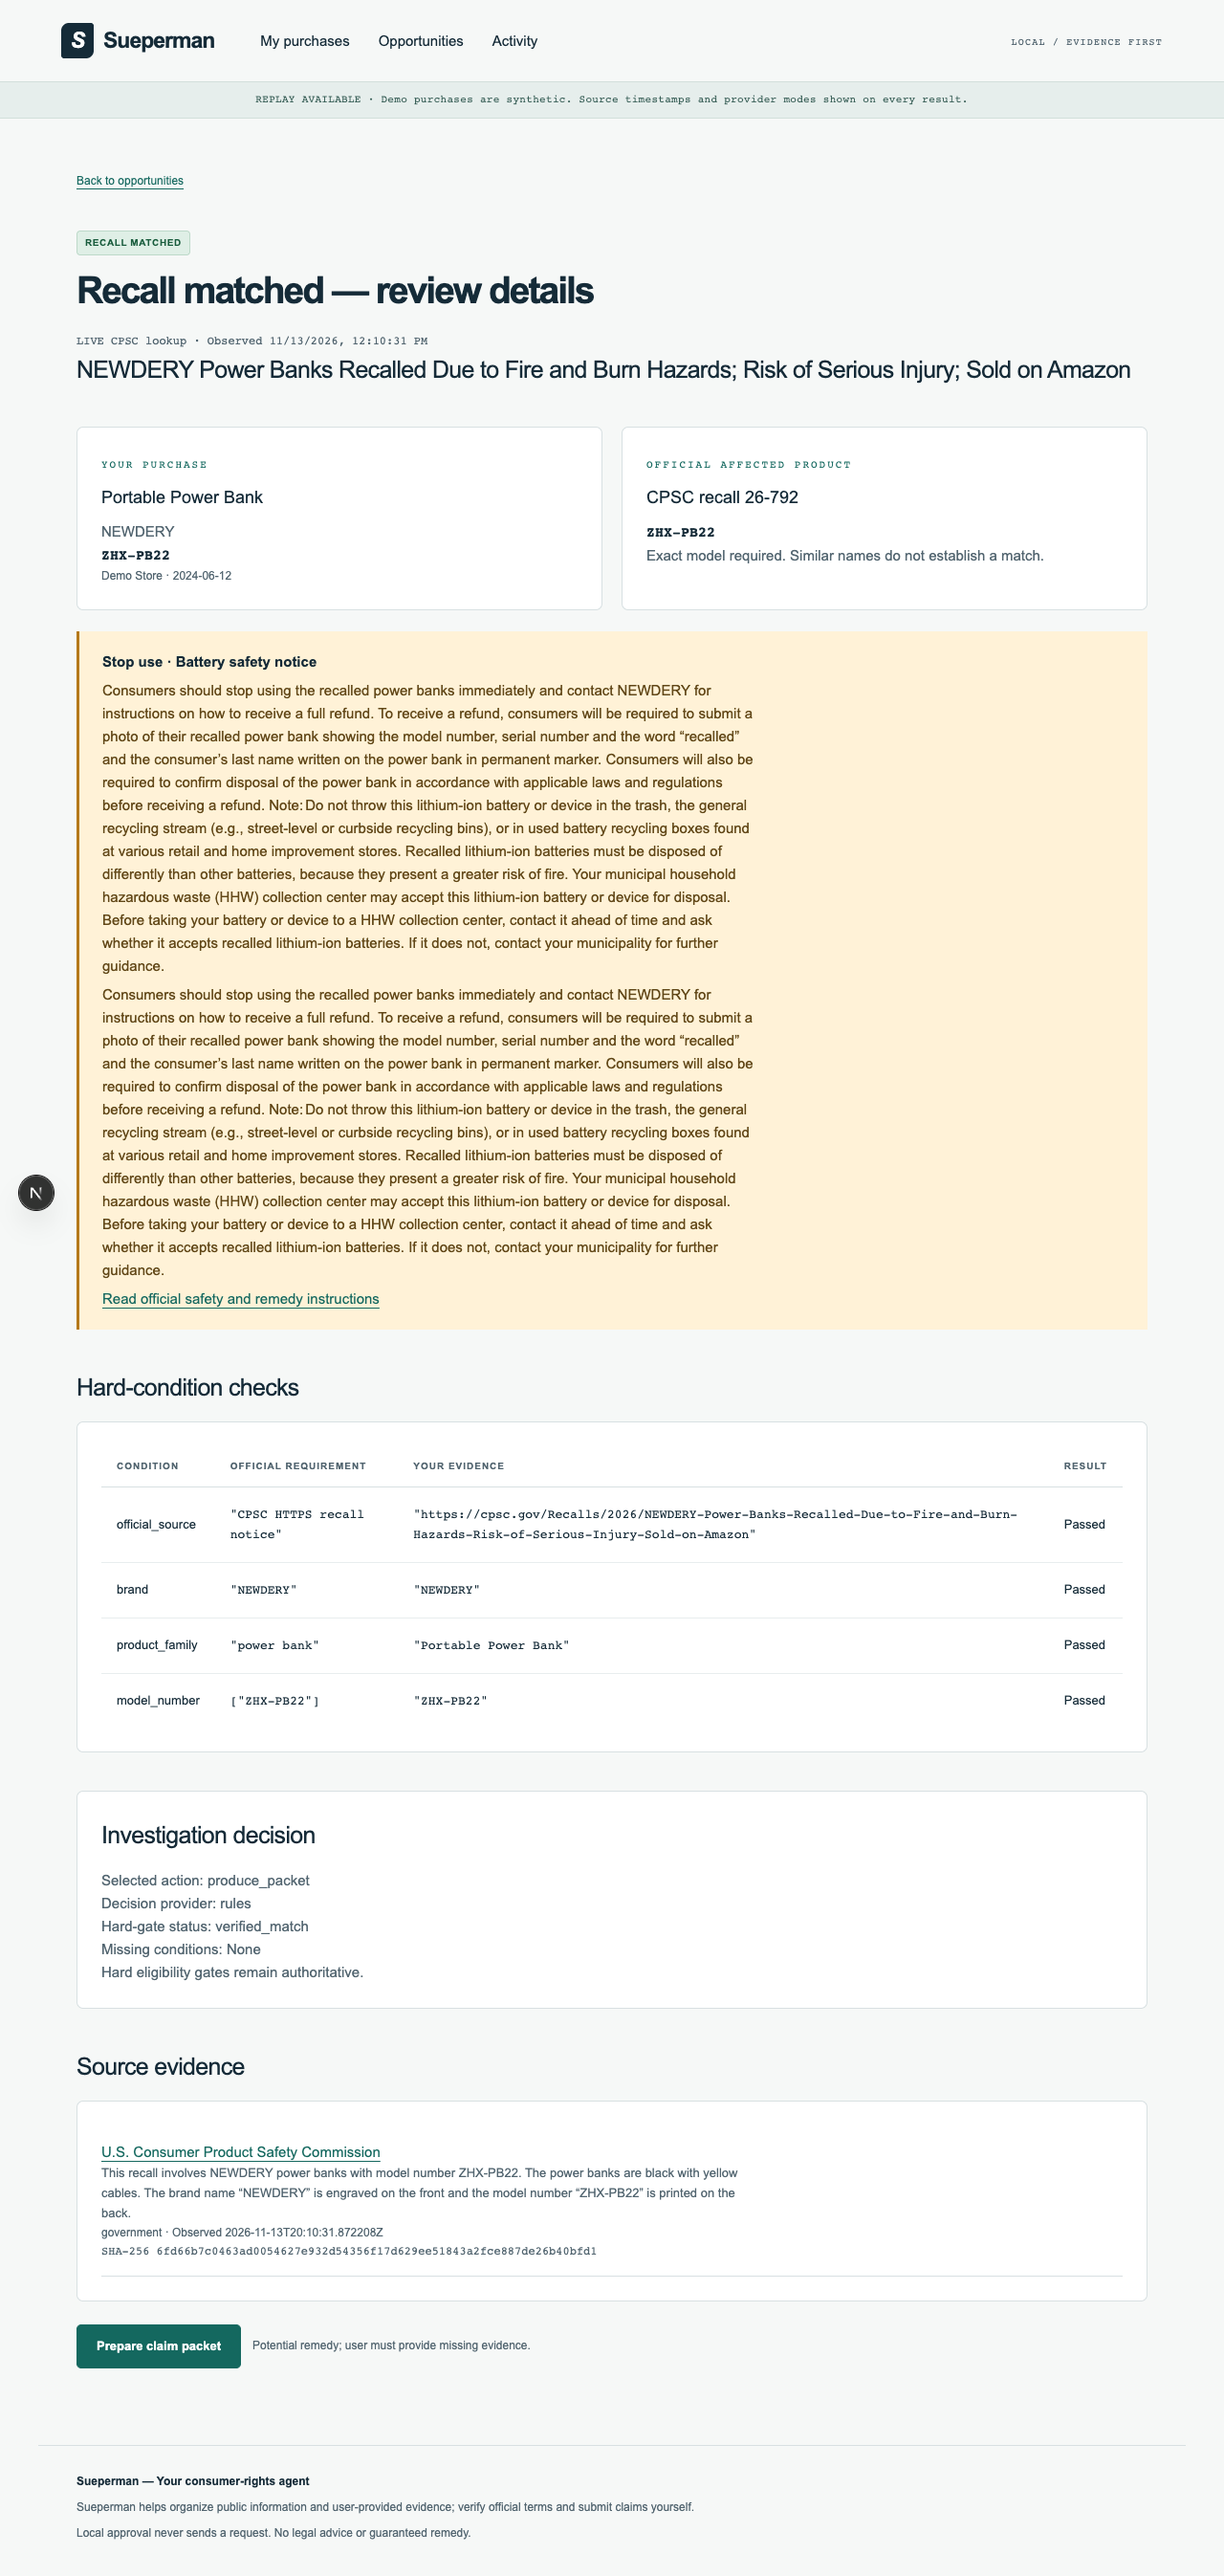 S Sueperman My purchases Opportunities Activity LOCAL / EVIDENCE FIRST
REPLAY AVAILABLE · Demo purchases are synthetic. Source timestamps and provider modes shown on every result.
Back to opportunities
RECALL MATCHED
Recall matched — review details
LIVE CPSC lookup · Observed 11/13/2026, 12:10:31 PM
NEWDERY Power Banks Recalled Due to Fire and Burn Hazards; Risk of Serious Injury; Sold on Amazon
YOUR PURCHASE
Portable Power Bank
NEWDERY
ZHX-PB22
Demo Store · 2024-06-12
OFFICIAL AFFECTED PRODUCT
CPSC recall 26-792
ZHX-PB22
Exact model required. Similar names do not establish a match.
Stop use · Battery safety notice
Consumers should stop using the recalled power banks immediately and contact NEWDERY for
instructions on how to receive a full refund. To receive a refund, consumers will be required to submit a
photo of their recalled power bank showing the model number, serial number and the word “recalled”
and the consumer’s last name written on the power bank in permanent marker. Consumers will also be
required to confirm disposal of the power bank in accordance with applicable laws and regulations
before receiving a refund. Note: Do not throw this lithium-ion battery or device in the trash, the general
recycling stream (e.g., street-level or curbside recycling bins), or in used battery recycling boxes found
at various retail and home improvement stores. Recalled lithium-ion batteries must be disposed of
differently than other batteries, because they present a greater risk of fire. Your municipal household
hazardous waste (HHW) collection center may accept this lithium-ion battery or device for disposal.
Before taking your battery or device to a HHW collection center, contact it ahead of time and ask
whether it accepts recalled lithium-ion batteries. If it does not, contact your municipality for further
guidance.
Consumers should stop using the recalled power banks immediately and contact NEWDERY for
instructions on how to receive a full refund. To receive a refund, consumers will be required to submit a
photo of their recalled power bank showing the model number, serial number and the word “recalled”
and the consumer’s last name written on the power bank in permanent marker. Consumers will also be
required to confirm disposal of the power bank in accordance with applicable laws and regulations
before receiving a refund. Note: Do not throw this lithium-ion battery or device in the trash, the general
recycling stream (e.g., street-level or curbside recycling bins), or in used battery recycling boxes found
at various retail and home improvement stores. Recalled lithium-ion batteries must be disposed of
differently than other batteries, because they present a greater risk of fire. Your municipal household
hazardous waste (HHW) collection center may accept this lithium-ion battery or device for disposal.
Before taking your battery or device to a HHW collection center, contact it ahead of time and ask
whether it accepts recalled lithium-ion batteries. If it does not, contact your municipality for further
guidance.
Read official safety and remedy instructions
N
Hard-condition checks
CONDITION OFFICIAL REQUIREMENT YOUR EVIDENCE RESULT
official_source "CPSC HTTPS recall notice" "https://cpsc.gov/Recalls/2026/NEWDERY-Power-Banks-Recalled-Due-to-Fire-and-Burn-Hazards-Risk-of-Serious-Injury-Sold-on-Amazon" Passed
brand "NEWDERY" "NEWDERY" Passed
product_family "power bank" "Portable Power Bank" Passed
model_number ["ZHX-PB22"] "ZHX-PB22" Passed
Investigation decision
Selected action: produce_packet
Decision provider: rules
Hard-gate status: verified_match
Missing conditions: None
Hard eligibility gates remain authoritative.
Source evidence
U.S. Consumer Product Safety Commission
This recall involves NEWDERY power banks with model number ZHX-PB22. The power banks are black with yellow
cables. The brand name “NEWDERY” is engraved on the front and the model number “ZHX-PB22” is printed on the
back.
government · Observed 2026-11-13T20:10:31.872208Z
SHA-256 6fd66b7c0463ad0054627e932d54356f17d629ee51843a2fce887de26b40bfd1
Prepare claim packet Potential remedy; user must provide missing evidence.
Sueperman — Your consumer-rights agent
Sueperman helps organize public information and user-provided evidence; verify official terms and submit claims yourself.
Local approval never sends a request. No legal advice or guaranteed remedy.